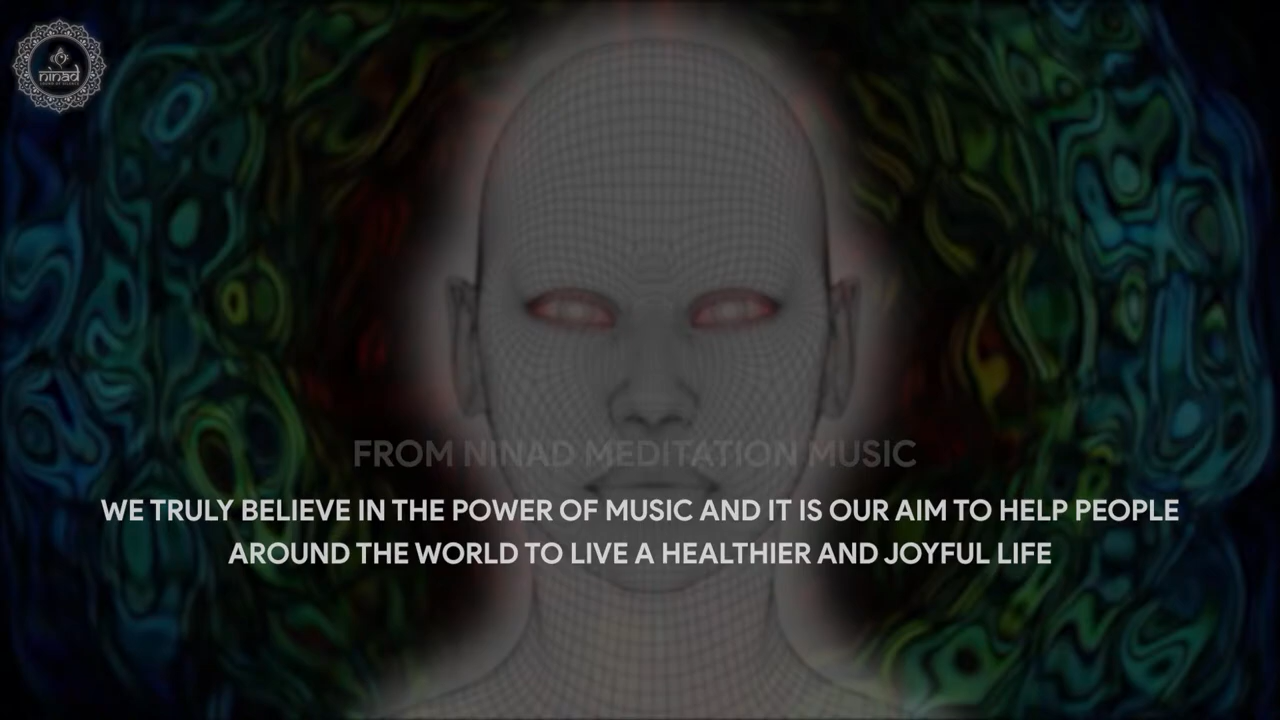 ninad
FROM NINAD MEDITATION MUSIC
WE TRULY BELIEVE IN THE POWER OF MUSIC AND IT IS OUR AIM TO HELP PEOPLE
AROUND THE WORLD TO LIVE A HEALTHIER AND JOYFUL LIFE